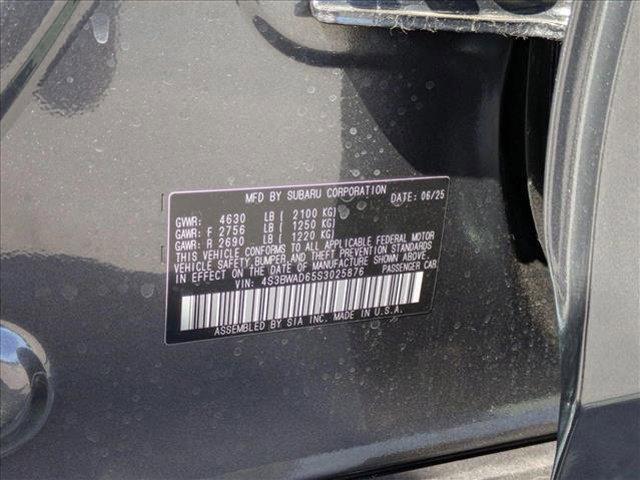 MFD BY SUBARU CORPORATION DATE: 06/25
GVWR: 4630 LB ( 2100 KG)
GAWR: F 2756 LB ( 1250 KG)
GAWR: R 2690 LB ( 1220 KG)
THIS VEHICLE CONFORMS TO ALL APPLICABLE FEDERAL MOTOR
VEHICLE SAFETY,BUMPER,AND THEFT PREVENTION STANDARDS
IN EFFECT ON THE DATE OF MANUFACTURE SHOWN ABOVE.
VIN: 4S3BWAD65S3025876 PASSENGER CAR
ASSEMBLED BY SIA INC. MADE IN U.S.A.